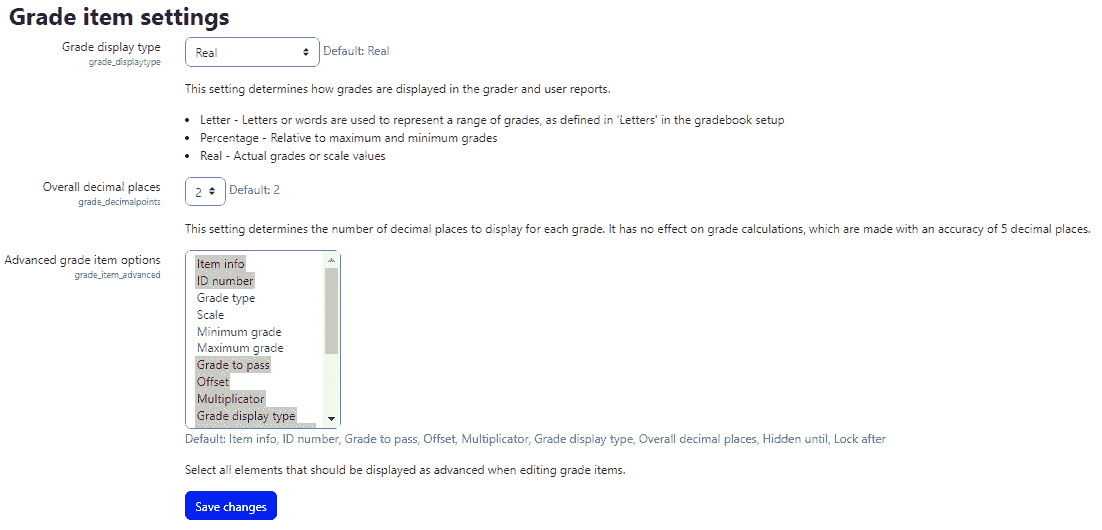 Grade item settings
Grade display type
grade_displaytype
Real
Default: Real
This setting determines how grades are displayed in the grader and user reports.
• Letter - Letters or words are used to represent a range of grades, as defined in 'Letters' in the gradebook setup
• Percentage - Relative to maximum and minimum grades
• Real - Actual grades or scale values
Overall decimal places
grade_decimalpoints
2
Default: 2
This setting determines the number of decimal places to display for each grade. It has no effect on grade calculations, which are made with an accuracy of 5 decimal places.
Advanced grade item options
grade_item_advanced
Item info
ID number
Grade type
Scale
Minimum grade
Maximum grade
Grade to pass
Offset
Multiplicator
Grade display type
Default: Item info, ID number, Grade to pass, Offset, Multiplicator, Grade display type, Overall decimal places, Hidden until, Lock after
Select all elements that should be displayed as advanced when editing grade items.
Save changes